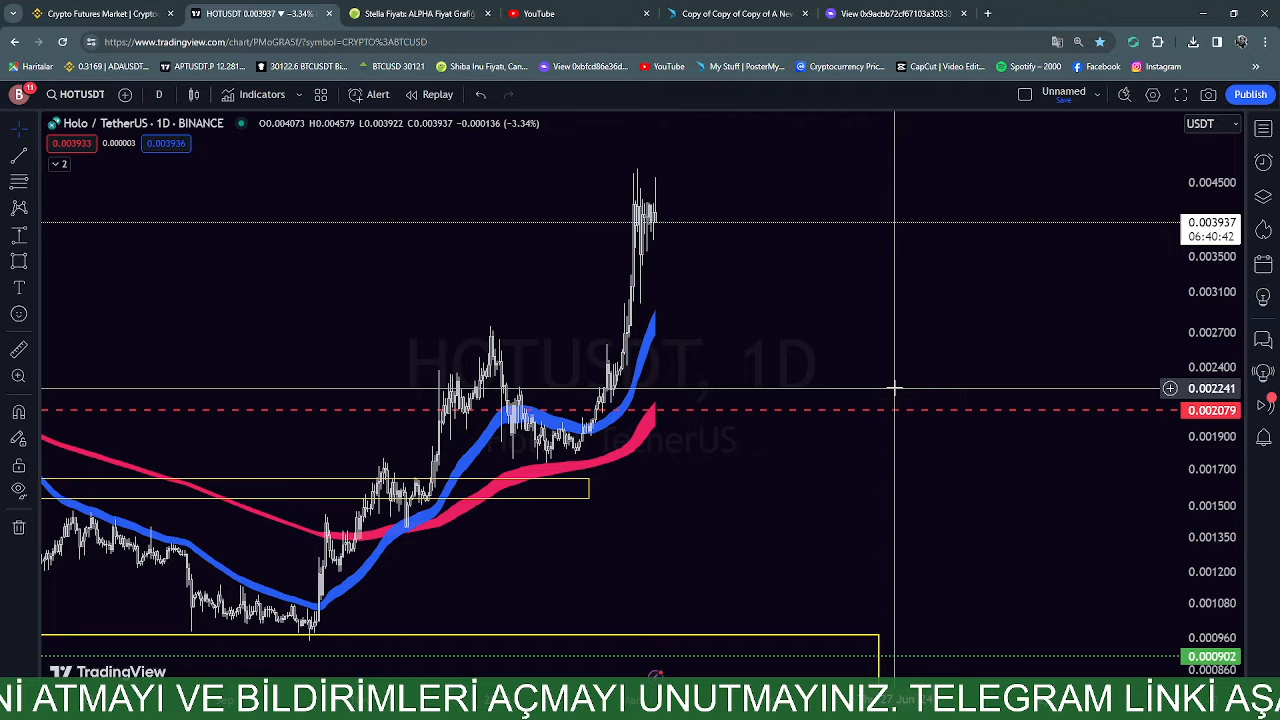 Crypto Futures Market | Crypto
HOTUSDT 0.003937 ▼ −3.34%
Stella Fiyatı: ALPHA Fiyat Grafiğ
YouTube
Copy of Copy of Copy of A New
View 0x9acbb72cf67103a30333
https://www.tradingview.com/chart/PMoGRASf/?symbol=CRYPTO%3ABTCUSD
Haritalar
0.3169 | ADAUSDT...
APTUSDT.P 12.281...
30122.6 BTCUSDT Bi...
BTCUSD 30121
Shiba Inu Fiyatı, Can...
View 0xbfcd86e36d...
YouTube
My Stuff | PosterMy...
Cryptocurrency Pric...
CapCut | Video Edit...
Spotify – 2000
Facebook
Instagram
B 11 HOTUSDT D Indicators Alert Replay Unnamed Save Publish
Holo / TetherUS · 1D · BINANCE O0.004073 H0.004579 L0.003922 C0.003937 −0.000136 (−3.34%) USDT
0.003933 0.000003 0.003936
2
0.004500
0.003937
06:40:42
0.003500
0.003100
0.002700
HOTUSDT, 1D
0.002400
0.002241
0.002079
0.001900
Holo / TetherUS
0.001700
0.001500
0.001350
0.001200
0.001080
0.000960
0.000902
0.000860
TradingView
Nİ ATMAYI VE BİLDİRİMLERİ AÇMAYI UNUTMAYINIZ. TELEGRAM LİNKİ AŞA